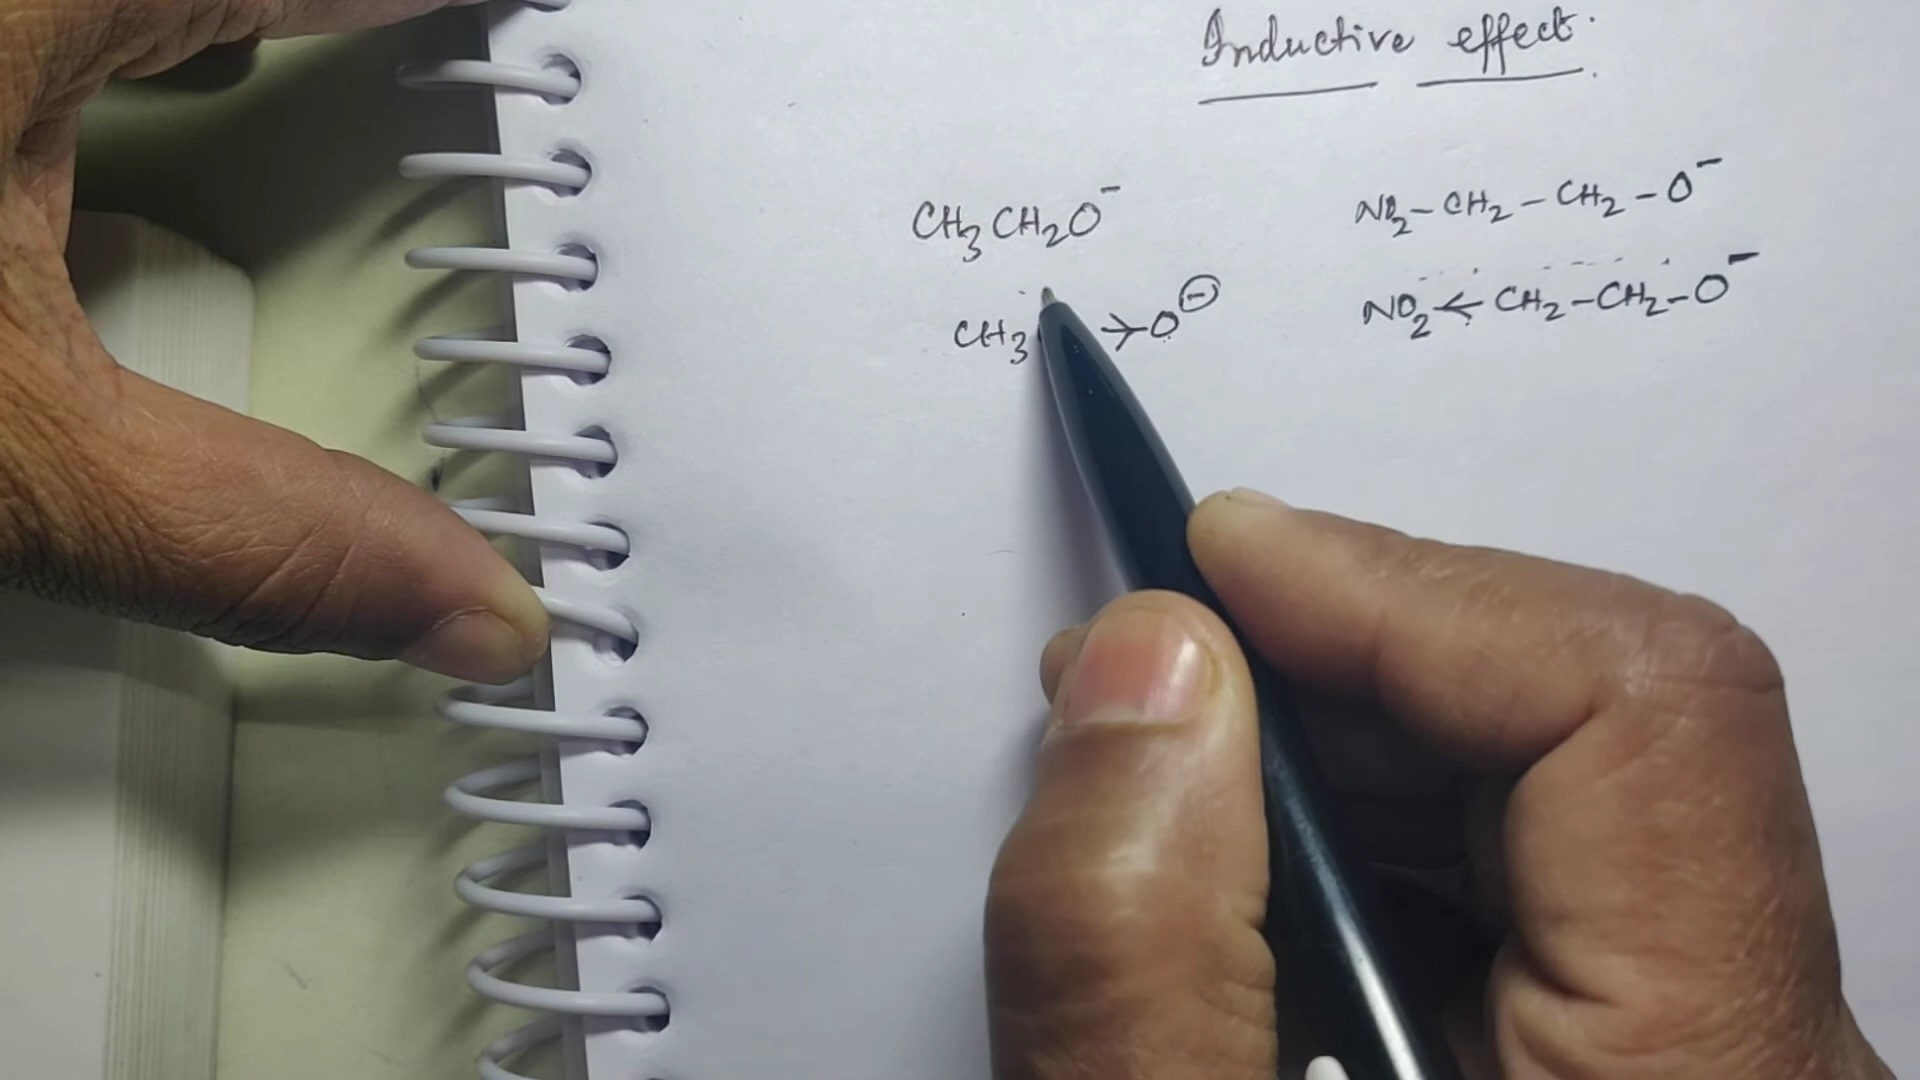 Inductive effect.
CH₃CH₂O⁻
NO₂-CH₂-CH₂-O⁻
CH₃ →O⊖
NO₂←CH₂-CH₂-O⁻